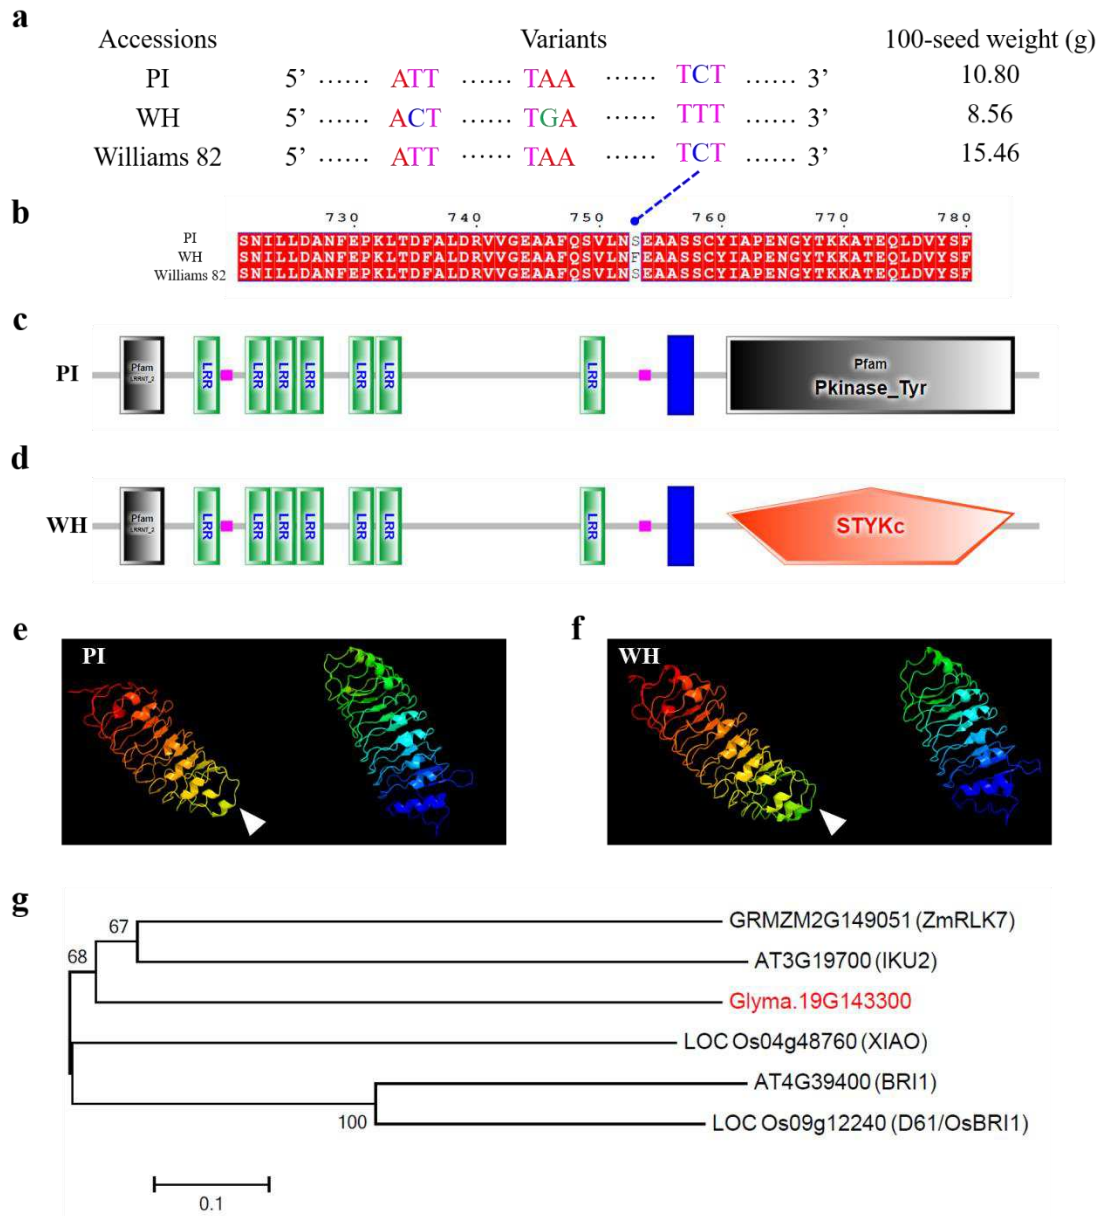 a
Accessions Variants 100-seed weight (g)
PI 5’ ...... ATT ...... TAA ...... TCT ...... 3’ 10.80
WH 5’ ...... ACT ...... TGA ...... TTT ...... 3’ 8.56
Williams 82 5’ ...... ATT ...... TAA ...... TCT ...... 3’ 15.46
b
730 740 750 760 770 780
PI SNILLDANFEPKLTDFALDRVVGEAAFQSVLNSEAASSCYIAPENGYTKKATEQLDVYSF
WH SNILLDANFEPKLTDFALDRVVGEAAFQSVLNFEAASSCYIAPENGYTKKATEQLDVYSF
Williams 82 SNILLDANFEPKLTDFALDRVVGEAAFQSVLNSEAASSCYIAPENGYTKKATEQLDVYSF
c
PI Pfam LRRNT_2 LRR LRR LRR LRR LRR LRR LRR Pfam Pkinase_Tyr
d
WH Pfam LRRNT_2 LRR LRR LRR LRR LRR LRR LRR STYKc
e f
PI WH
g
67 GRMZM2G149051 (ZmRLK7)
68 AT3G19700 (IKU2)
Glyma.19G143300
LOC Os04g48760 (XIAO)
AT4G39400 (BRI1)
100 LOC Os09g12240 (D61/OsBRI1)
0.1